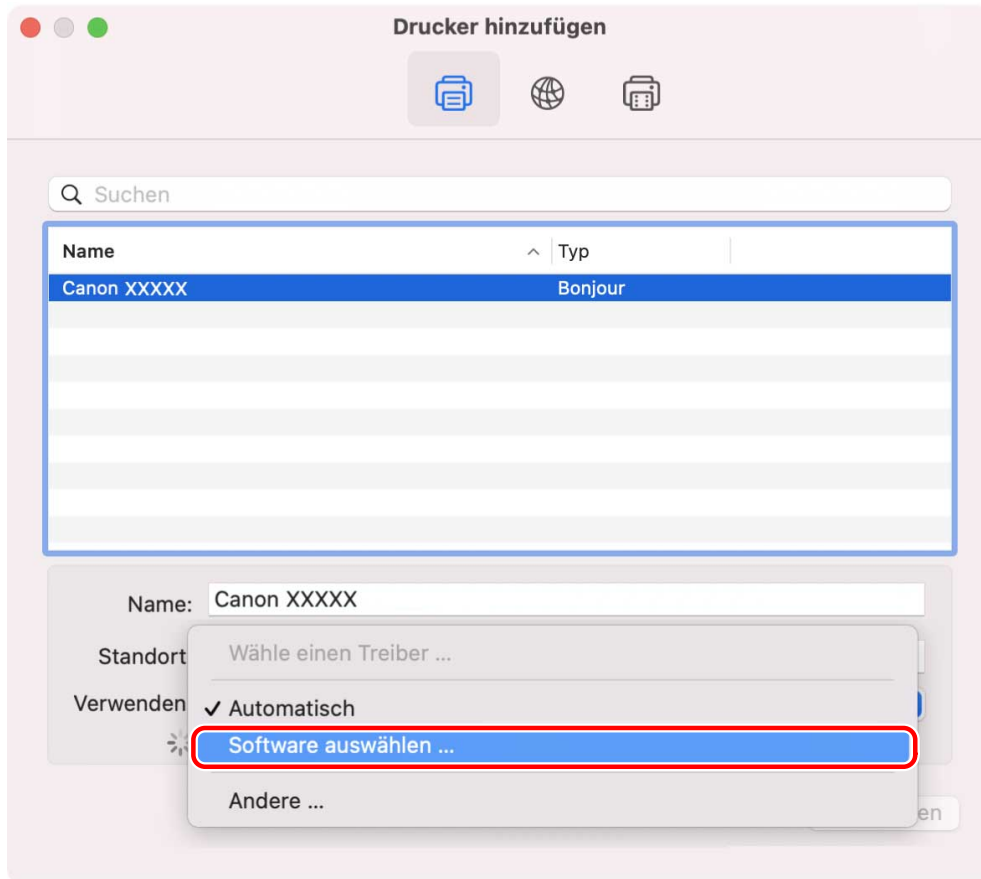 Drucker hinzufügen
Suchen
Name Typ
Canon XXXXX Bonjour
Name: Canon XXXXX
Standort
Wähle einen Treiber ...
Verwenden
✓ Automatisch
Software auswählen ...
Andere ...
en